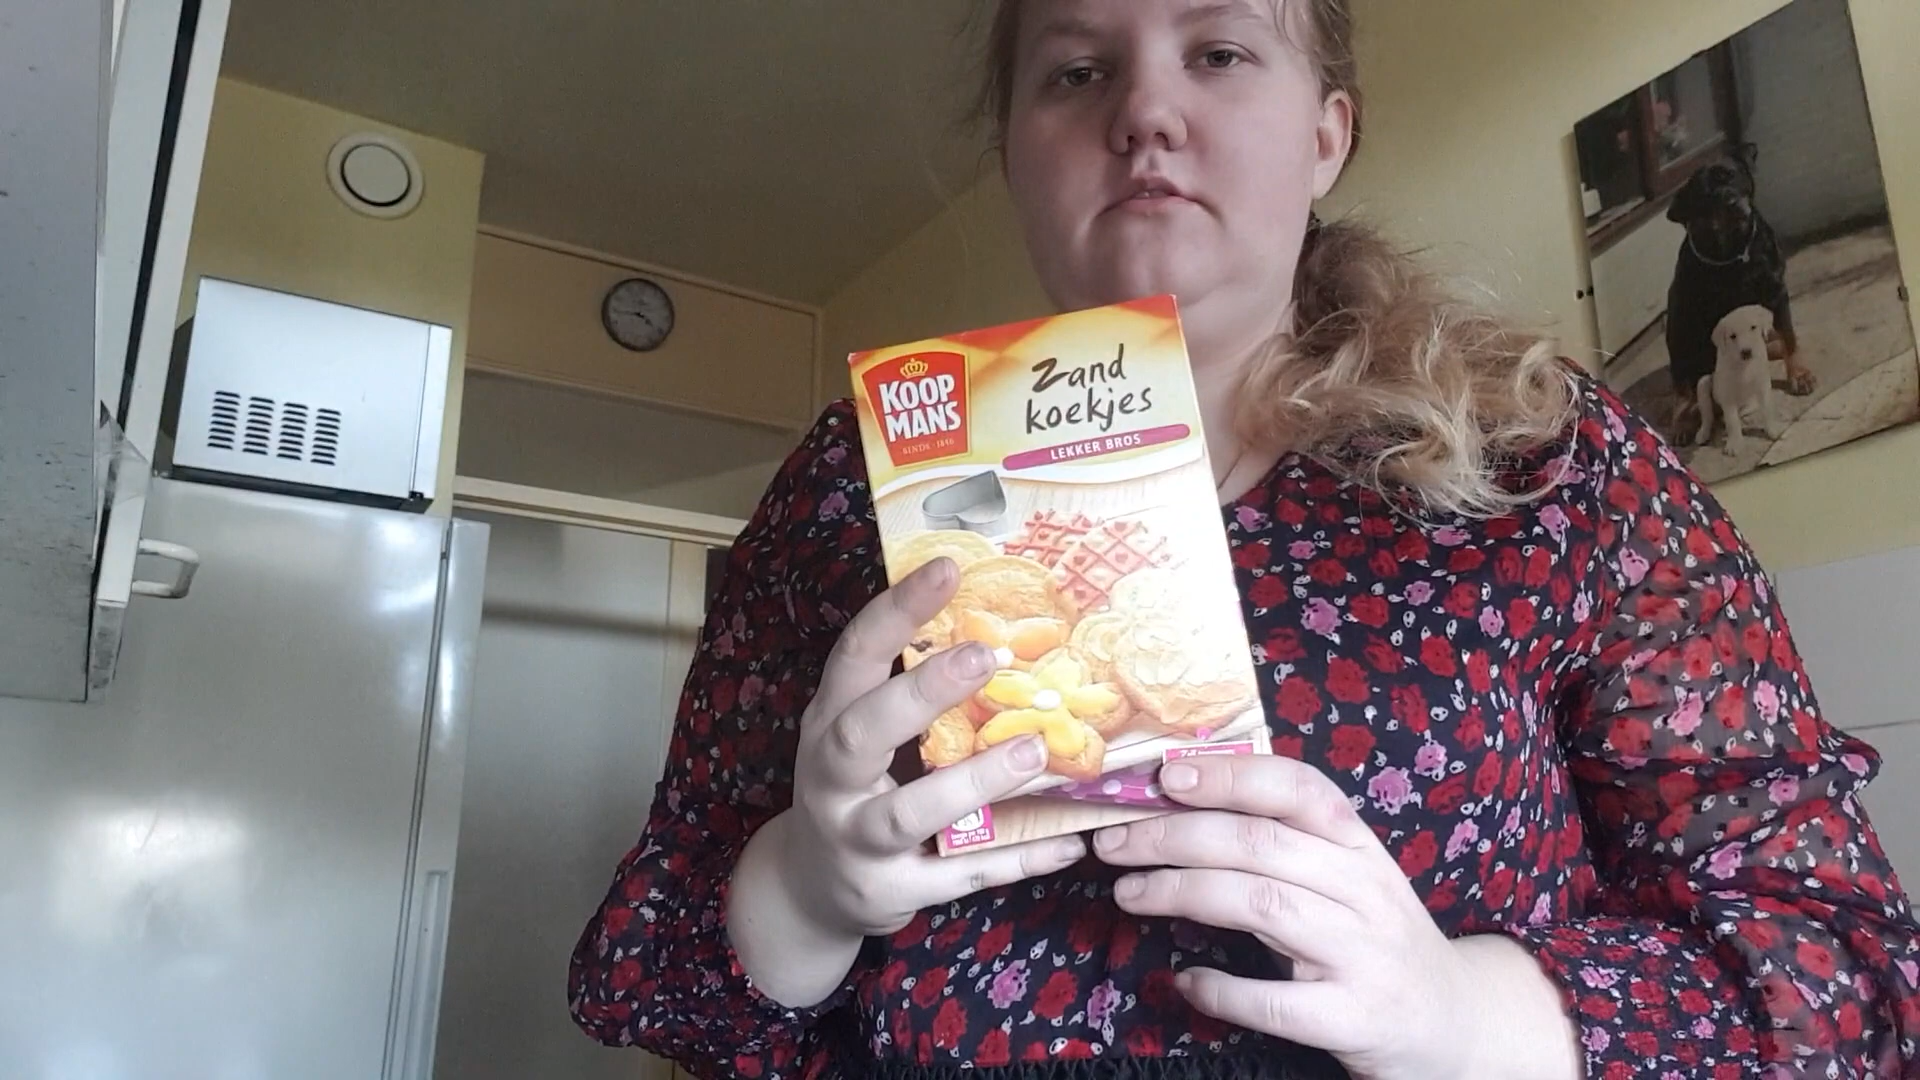 KOOP
MANS
SINDS 1846
Zand
koekjes
LEKKER BROS